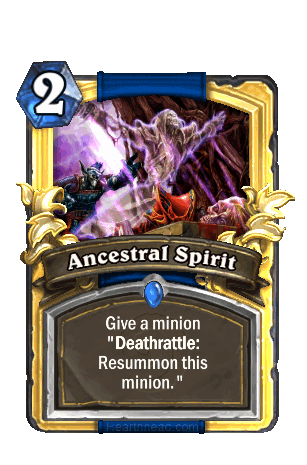 2
Ancestral Spirit
Give a minion
"Deathrattle:
Resummon this
minion."